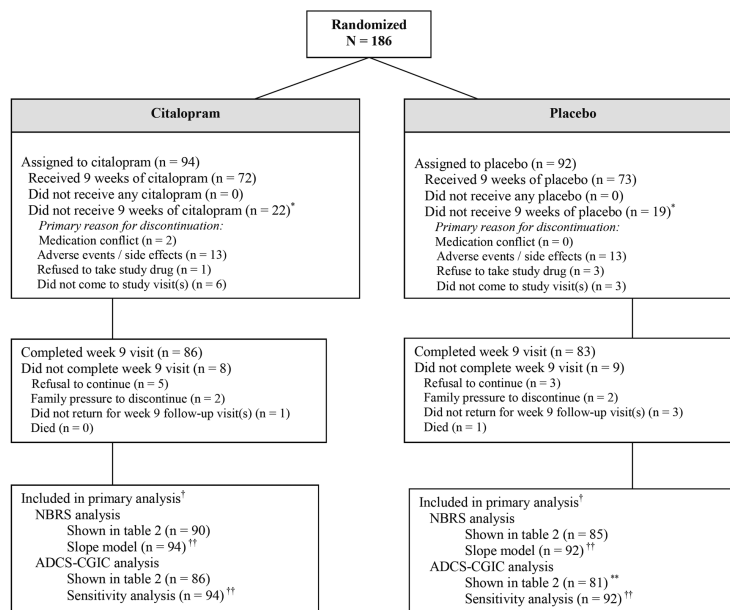 Randomized
N = 186
Citalopram
Assigned to citalopram (n = 94)
Received 9 weeks of citalopram (n = 72)
Did not receive any citalopram (n = 0)
Did not receive 9 weeks of citalopram (n = 22)*
Primary reason for discontinuation:
Medication conflict (n = 2)
Adverse events / side effects (n = 13)
Refused to take study drug (n = 1)
Did not come to study visit(s) (n = 6)
Completed week 9 visit (n = 86)
Did not complete week 9 visit (n = 8)
Refusal to continue (n = 5)
Family pressure to discontinue (n = 2)
Did not return for week 9 follow-up visit(s) (n = 1)
Died (n = 0)
Included in primary analysis†
NBRS analysis
Shown in table 2 (n = 90)
Slope model (n = 94) ††
ADCS-CGIC analysis
Shown in table 2 (n = 86)
Sensitivity analysis (n = 94) ††
Placebo
Assigned to placebo (n = 92)
Received 9 weeks of placebo (n = 73)
Did not receive any placebo (n = 0)
Did not receive 9 weeks of placebo (n = 19)*
Primary reason for discontinuation:
Medication conflict (n = 0)
Adverse events / side effects (n = 13)
Refuse to take study drug (n = 3)
Did not come to study visit(s) (n = 3)
Completed week 9 visit (n = 83)
Did not complete week 9 visit (n = 9)
Refusal to continue (n = 3)
Family pressure to discontinue (n = 2)
Did not return for week 9 follow-up visit(s) (n = 3)
Died (n = 1)
Included in primary analysis†
NBRS analysis
Shown in table 2 (n = 85)
Slope model (n = 92) ††
ADCS-CGIC analysis
Shown in table 2 (n = 81) **
Sensitivity analysis (n = 92) ††